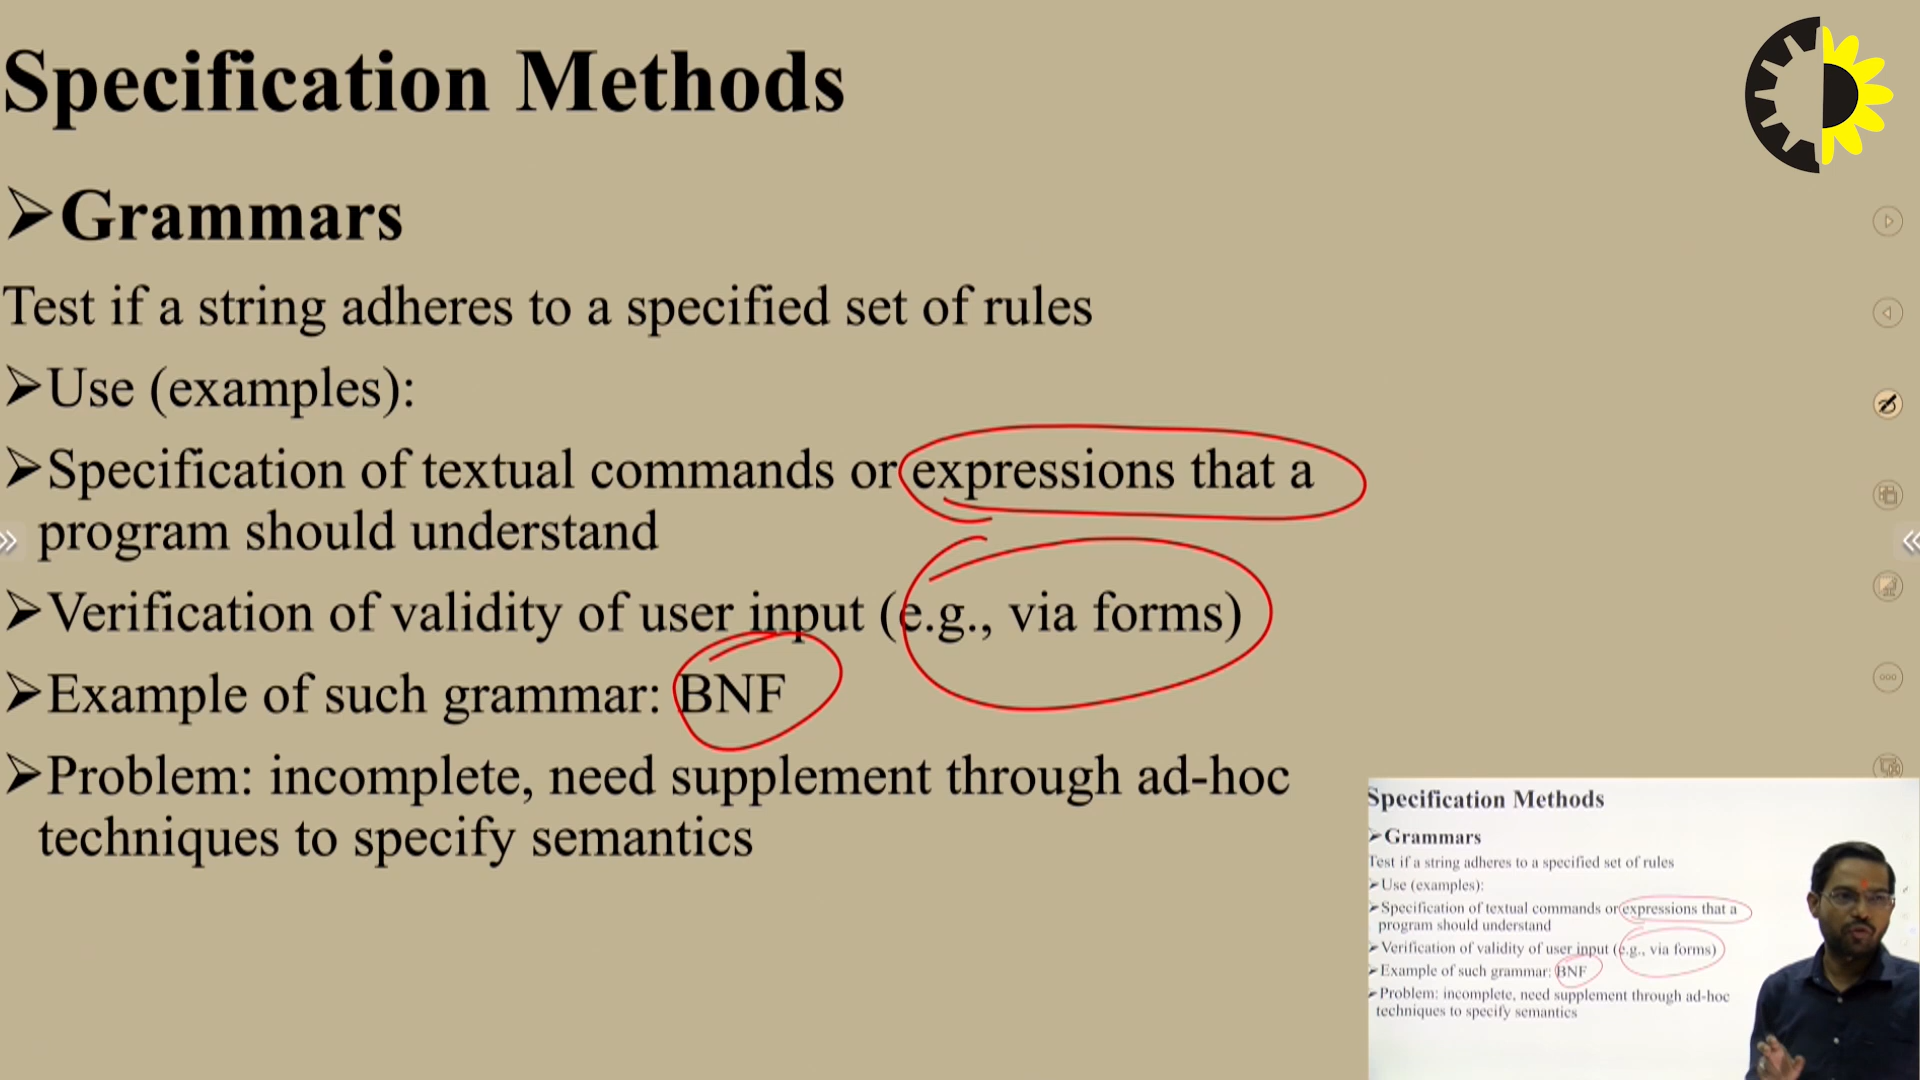 Specification Methods
➢Grammars
Test if a string adheres to a specified set of rules
➢Use (examples):
➢Specification of textual commands or expressions that a
program should understand
➢Verification of validity of user input (e.g., via forms)
➢Example of such grammar: BNF
➢Problem: incomplete, need supplement through ad-hoc
techniques to specify semantics
Specification Methods
➢Grammars
Test if a string adheres to a specified set of rules
➢Use (examples):
➢Specification of textual commands or expressions that a
program should understand
➢Verification of validity of user input (e.g., via forms)
➢Example of such grammar: BNF
➢Problem: incomplete, need supplement through ad-hoc
techniques to specify semantics